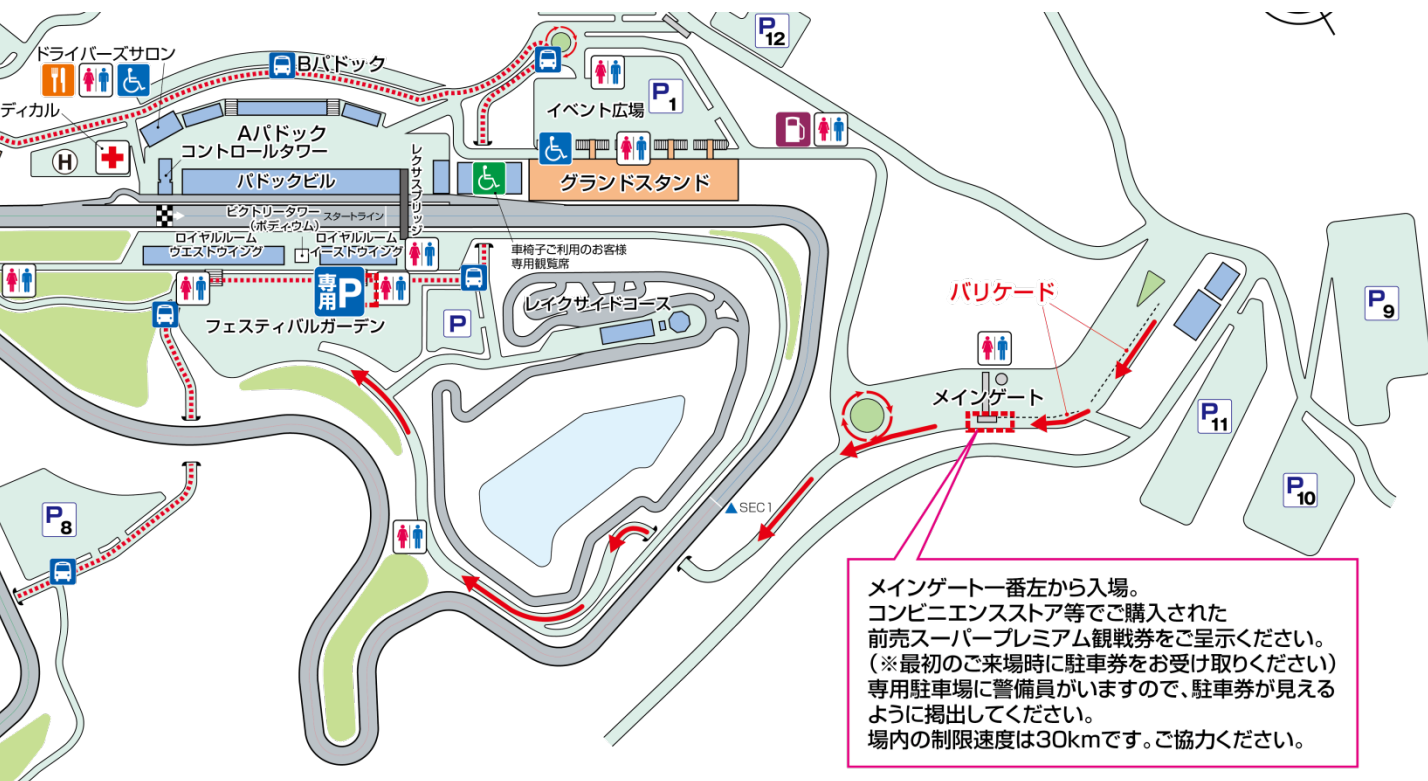 ドライバーズサロン
Bパドック
P12
ディカル
イベント広場
P1
Aパドック
コントロールタワー
H
レクサスブリッジ
パドックビル
グランドスタンド
ビクトリータワー
(ポディウム)
スタートライン
ロイヤルルーム
ウエストウイング
ロイヤルルーム
イーストウイング
車椅子ご利用のお客様
専用観覧席
専用P
フェスティバルガーデン
P
レイクサイドコース
バリケード
P9
メインゲート
P11
P10
P8
SEC1
メインゲート一番左から入場。
コンビニエンスストア等でご購入された
前売スーパープレミアム観戦券をご呈示ください。
(※最初のご来場時に駐車券をお受け取りください)
専用駐車場に警備員がいますので、駐車券が見える
ように掲出してください。
場内の制限速度は30kmです。ご協力ください。